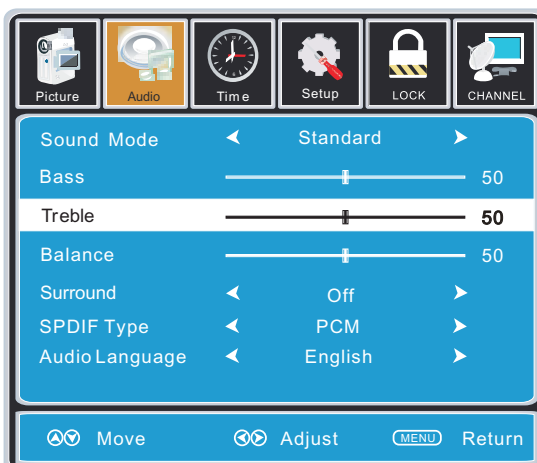 Picture Audio Time Setup LOCK CHANNEL
Sound Mode Standard
Bass 50
Treble 50
Balance 50
Surround Off
SPDIF Type PCM
Audio Language English
Move Adjust MENU Return